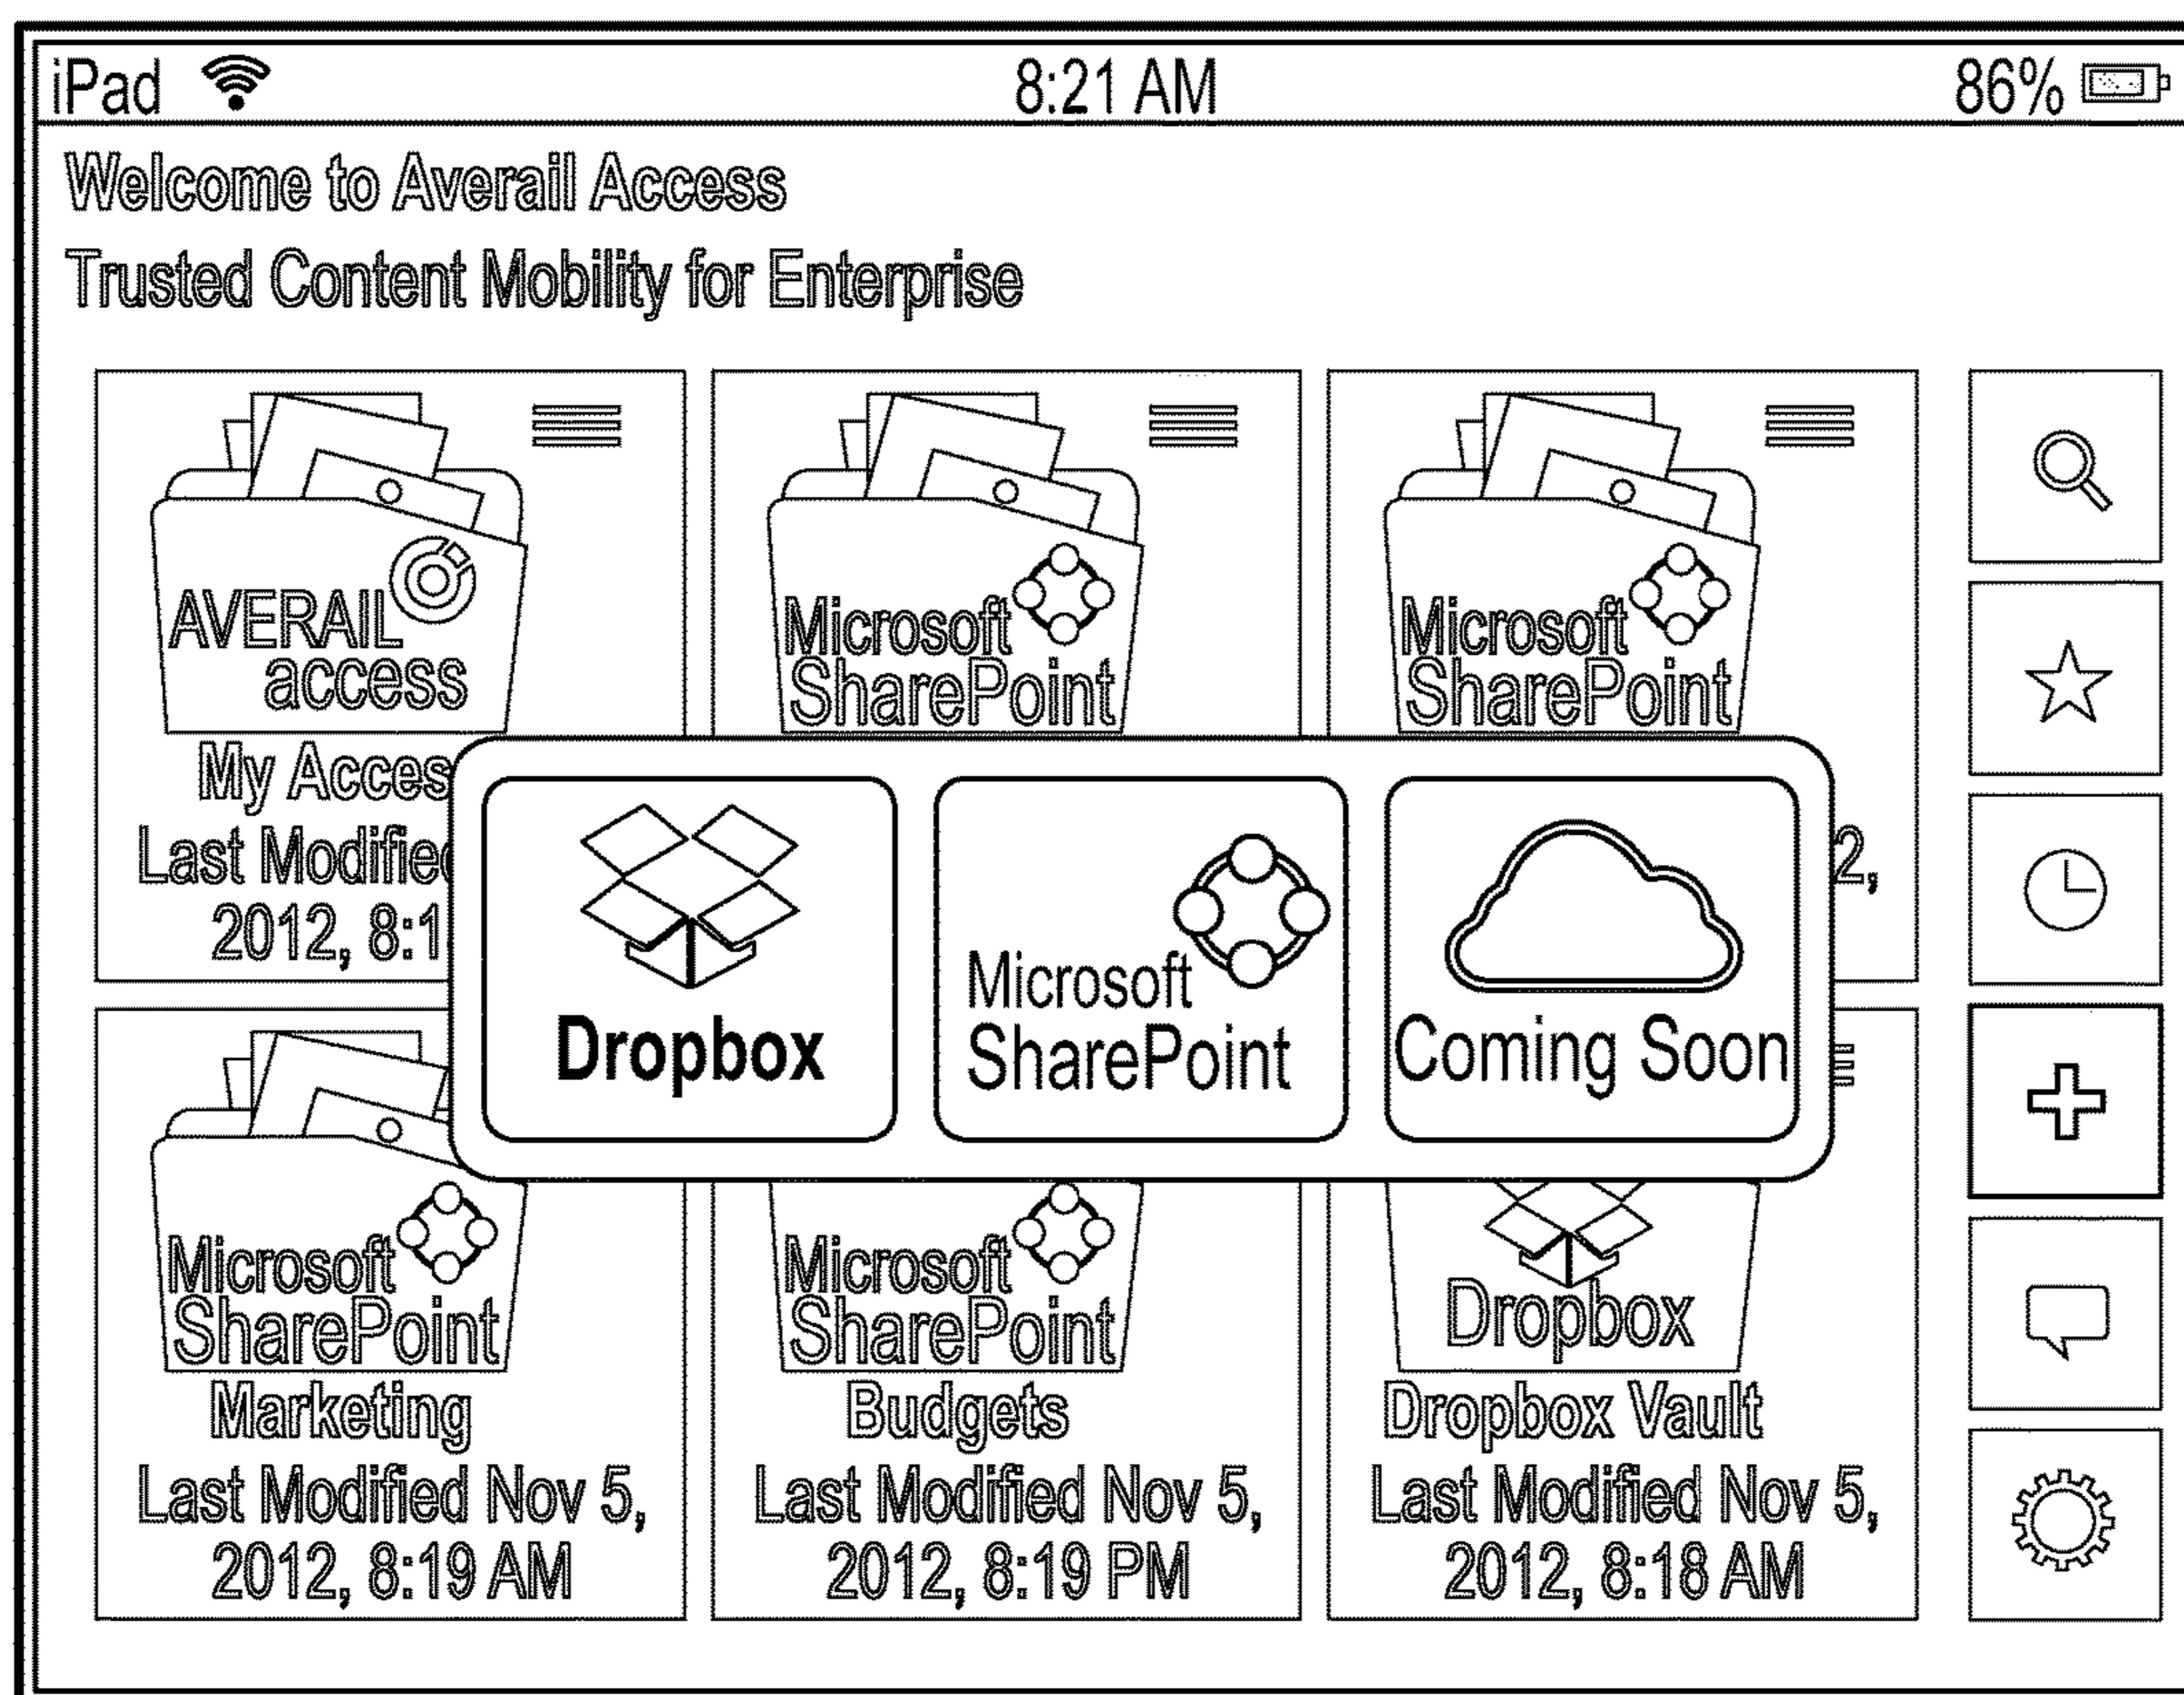 iPad 8:21 AM 86%
Welcome to Averail Access
Trusted Content Mobility for Enterprise
AVERAIL
access
Microsoft
SharePoint
Microsoft
SharePoint
My Acces
Last Modified
2012, 8:1
2,
Dropbox
Microsoft
SharePoint
Coming Soon
Microsoft
SharePoint
Marketing
Last Modified Nov 5,
2012, 8:19 AM
Microsoft
SharePoint
Budgets
Last Modified Nov 5,
2012, 8:19 PM
Dropbox
Dropbox Vault
Last Modified Nov 5,
2012, 8:18 AM